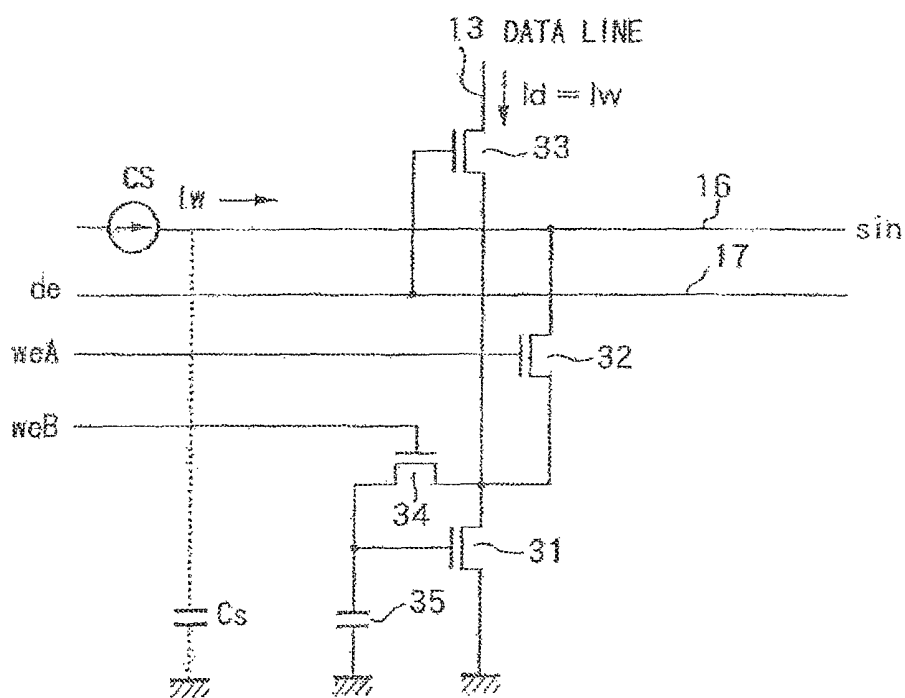 13 DATA LINE
Id = Iw
33
CS
Iw
16
sin
17
de
weA
32
weB
34
31
35
Cs